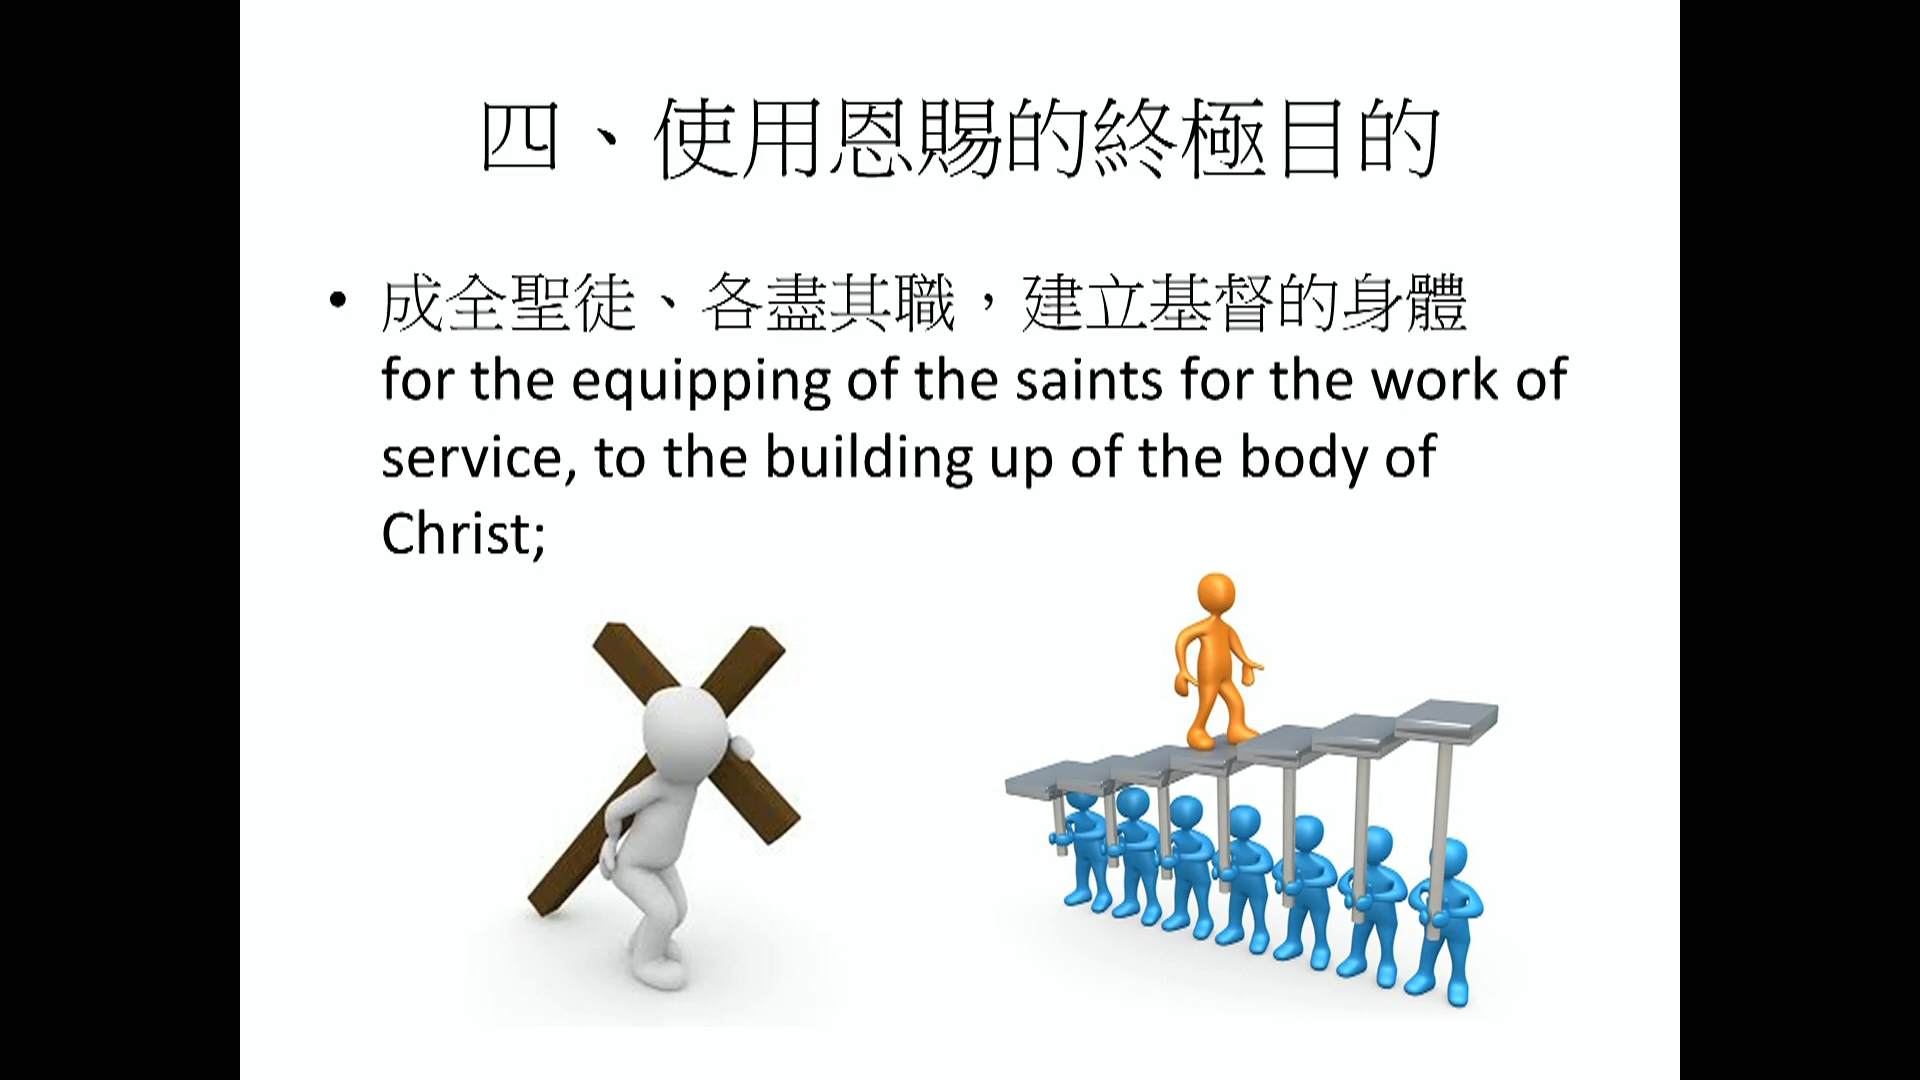 四、使用恩賜的終極目的
• 成全聖徒、各盡其職，建立基督的身體
for the equipping of the saints for the work of
service, to the building up of the body of
Christ;